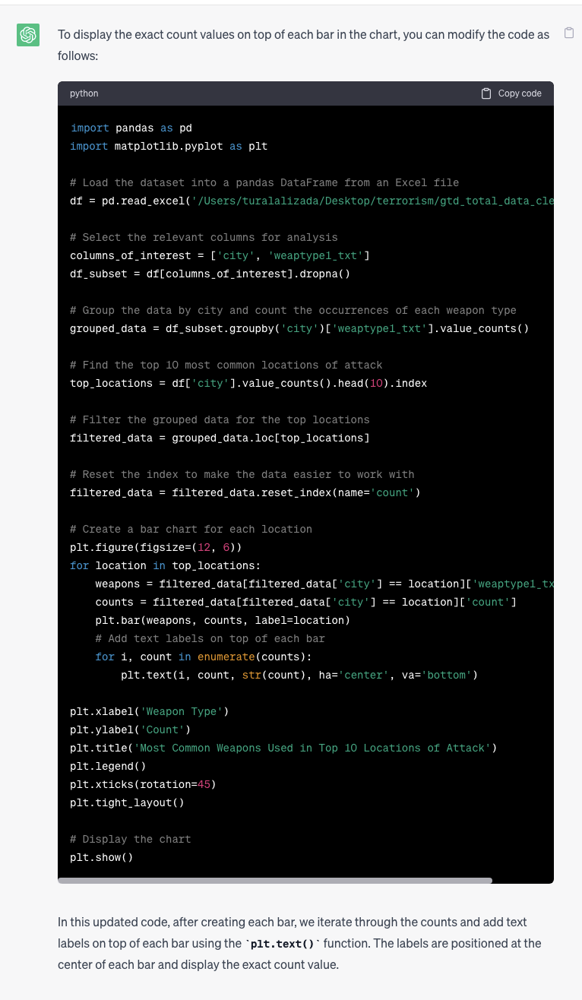 To display the exact count values on top of each bar in the chart, you can modify the code as
follows:
python
Copy code
import pandas as pd
import matplotlib.pyplot as plt
# Load the dataset into a pandas DataFrame from an Excel file
df = pd.read_excel('/Users/turalalizada/Desktop/terrorism/gtd_total_data_cle
# Select the relevant columns for analysis
columns_of_interest = ['city', 'weaptype1_txt']
df_subset = df[columns_of_interest].dropna()
# Group the data by city and count the occurrences of each weapon type
grouped_data = df_subset.groupby('city')['weaptype1_txt'].value_counts()
# Find the top 10 most common locations of attack
top_locations = df['city'].value_counts().head(10).index
# Filter the grouped data for the top locations
filtered_data = grouped_data.loc[top_locations]
# Reset the index to make the data easier to work with
filtered_data = filtered_data.reset_index(name='count')
# Create a bar chart for each location
plt.figure(figsize=(12, 6))
for location in top_locations:
    weapons = filtered_data[filtered_data['city'] == location]['weaptype1_tx
    counts = filtered_data[filtered_data['city'] == location]['count']
    plt.bar(weapons, counts, label=location)
    # Add text labels on top of each bar
    for i, count in enumerate(counts):
        plt.text(i, count, str(count), ha='center', va='bottom')
plt.xlabel('Weapon Type')
plt.ylabel('Count')
plt.title('Most Common Weapons Used in Top 10 Locations of Attack')
plt.legend()
plt.xticks(rotation=45)
plt.tight_layout()
# Display the chart
plt.show()
In this updated code, after creating each bar, we iterate through the counts and add text
labels on top of each bar using the `plt.text()` function. The labels are positioned at the
center of each bar and display the exact count value.